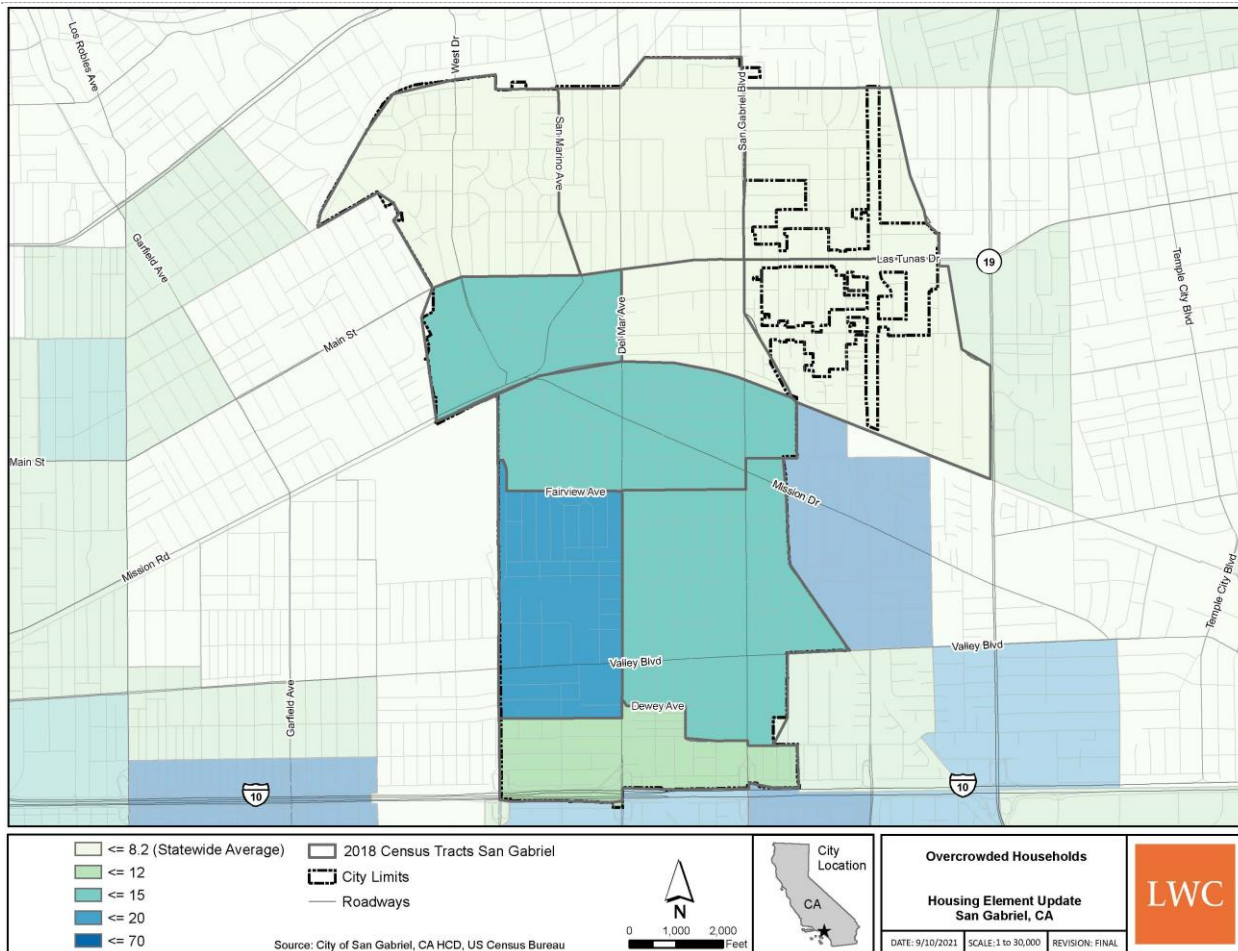 Los Robles Ave
West Dr
San Marino Ave
San Gabriel Blvd
Garfield Ave
Las Tunas Dr
19
Temple City Blvd
Main St
Del Mar Ave
Main St
Fairview Ave
Mission Dr
Mission Rd
Temple City Blvd
Valley Blvd
Valley Blvd
Garfield Ave
Dewey Ave
10
10
<= 8.2 (Statewide Average)
<= 12
<= 15
<= 20
<= 70
2018 Census Tracts San Gabriel
City Limits
Roadways
Source: City of San Gabriel, CA HCD, US Census Bureau
N
0 1,000 2,000
Feet
City
Location
CA
Overcrowded Households
Housing Element Update
San Gabriel, CA
DATE: 9/10/2021 SCALE:1 to 30,000 REVISION: FINAL
LWC